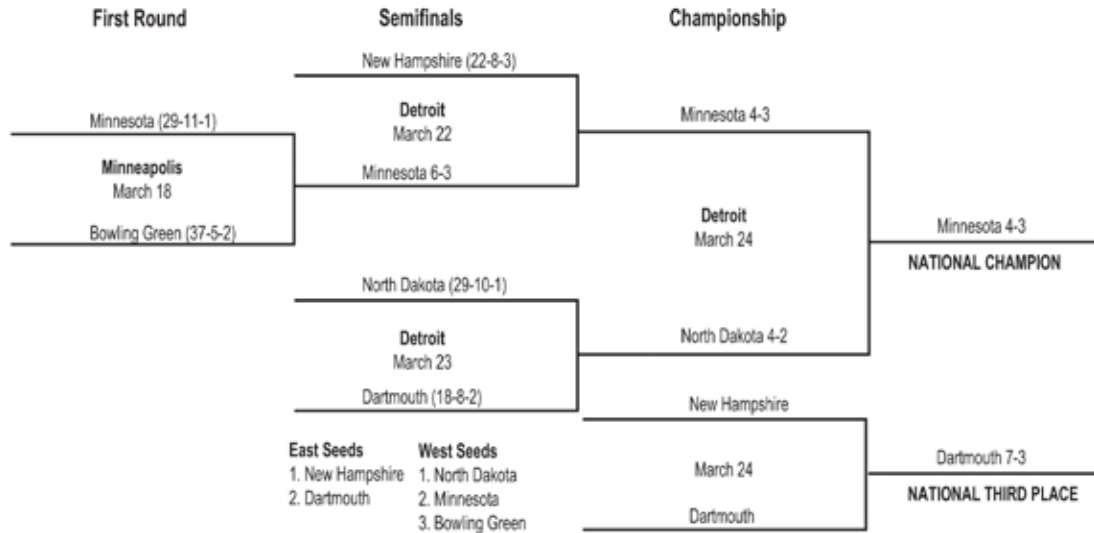 First Round
Semifinals
Championship
New Hampshire (22-8-3)
Detroit
March 22
Minnesota (29-11-1)
Minneapolis
March 18
Bowling Green (37-5-2)
Minnesota 6-3
Minnesota 4-3
Detroit
March 24
Minnesota 4-3
NATIONAL CHAMPION
North Dakota (29-10-1)
Detroit
March 23
Dartmouth (18-8-2)
North Dakota 4-2
New Hampshire
March 24
Dartmouth
Dartmouth 7-3
NATIONAL THIRD PLACE
East Seeds
1. New Hampshire
2. Dartmouth
West Seeds
1. North Dakota
2. Minnesota
3. Bowling Green